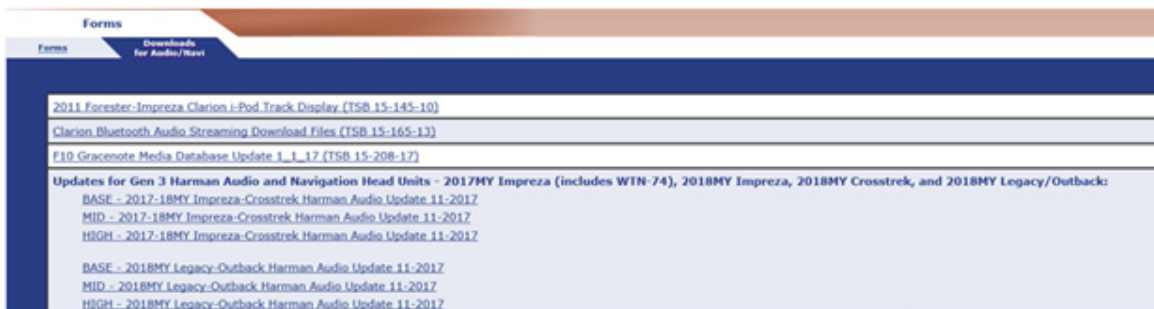 Forms
Forms
Downloads
for Audio/Navi
2011 Forester-Impreza Clarion i-Pod Track Display (TSB 15-145-10)
Clarion Bluetooth Audio Streaming Download Files (TSB 15-165-13)
F10 Gracenote Media Database Update 1_1_17 (TSB 15-208-17)
Updates for Gen 3 Harman Audio and Navigation Head Units - 2017MY Impreza (includes WTN-74), 2018MY Impreza, 2018MY Crosstrek, and 2018MY Legacy/Outback:
BASE - 2017-18MY Impreza-Crosstrek Harman Audio Update 11-2017
MID - 2017-18MY Impreza-Crosstrek Harman Audio Update 11-2017
HIGH - 2017-18MY Impreza-Crosstrek Harman Audio Update 11-2017
BASE - 2018MY Legacy-Outback Harman Audio Update 11-2017
MID - 2018MY Legacy-Outback Harman Audio Update 11-2017
HIGH - 2018MY Legacy-Outback Harman Audio Update 11-2017